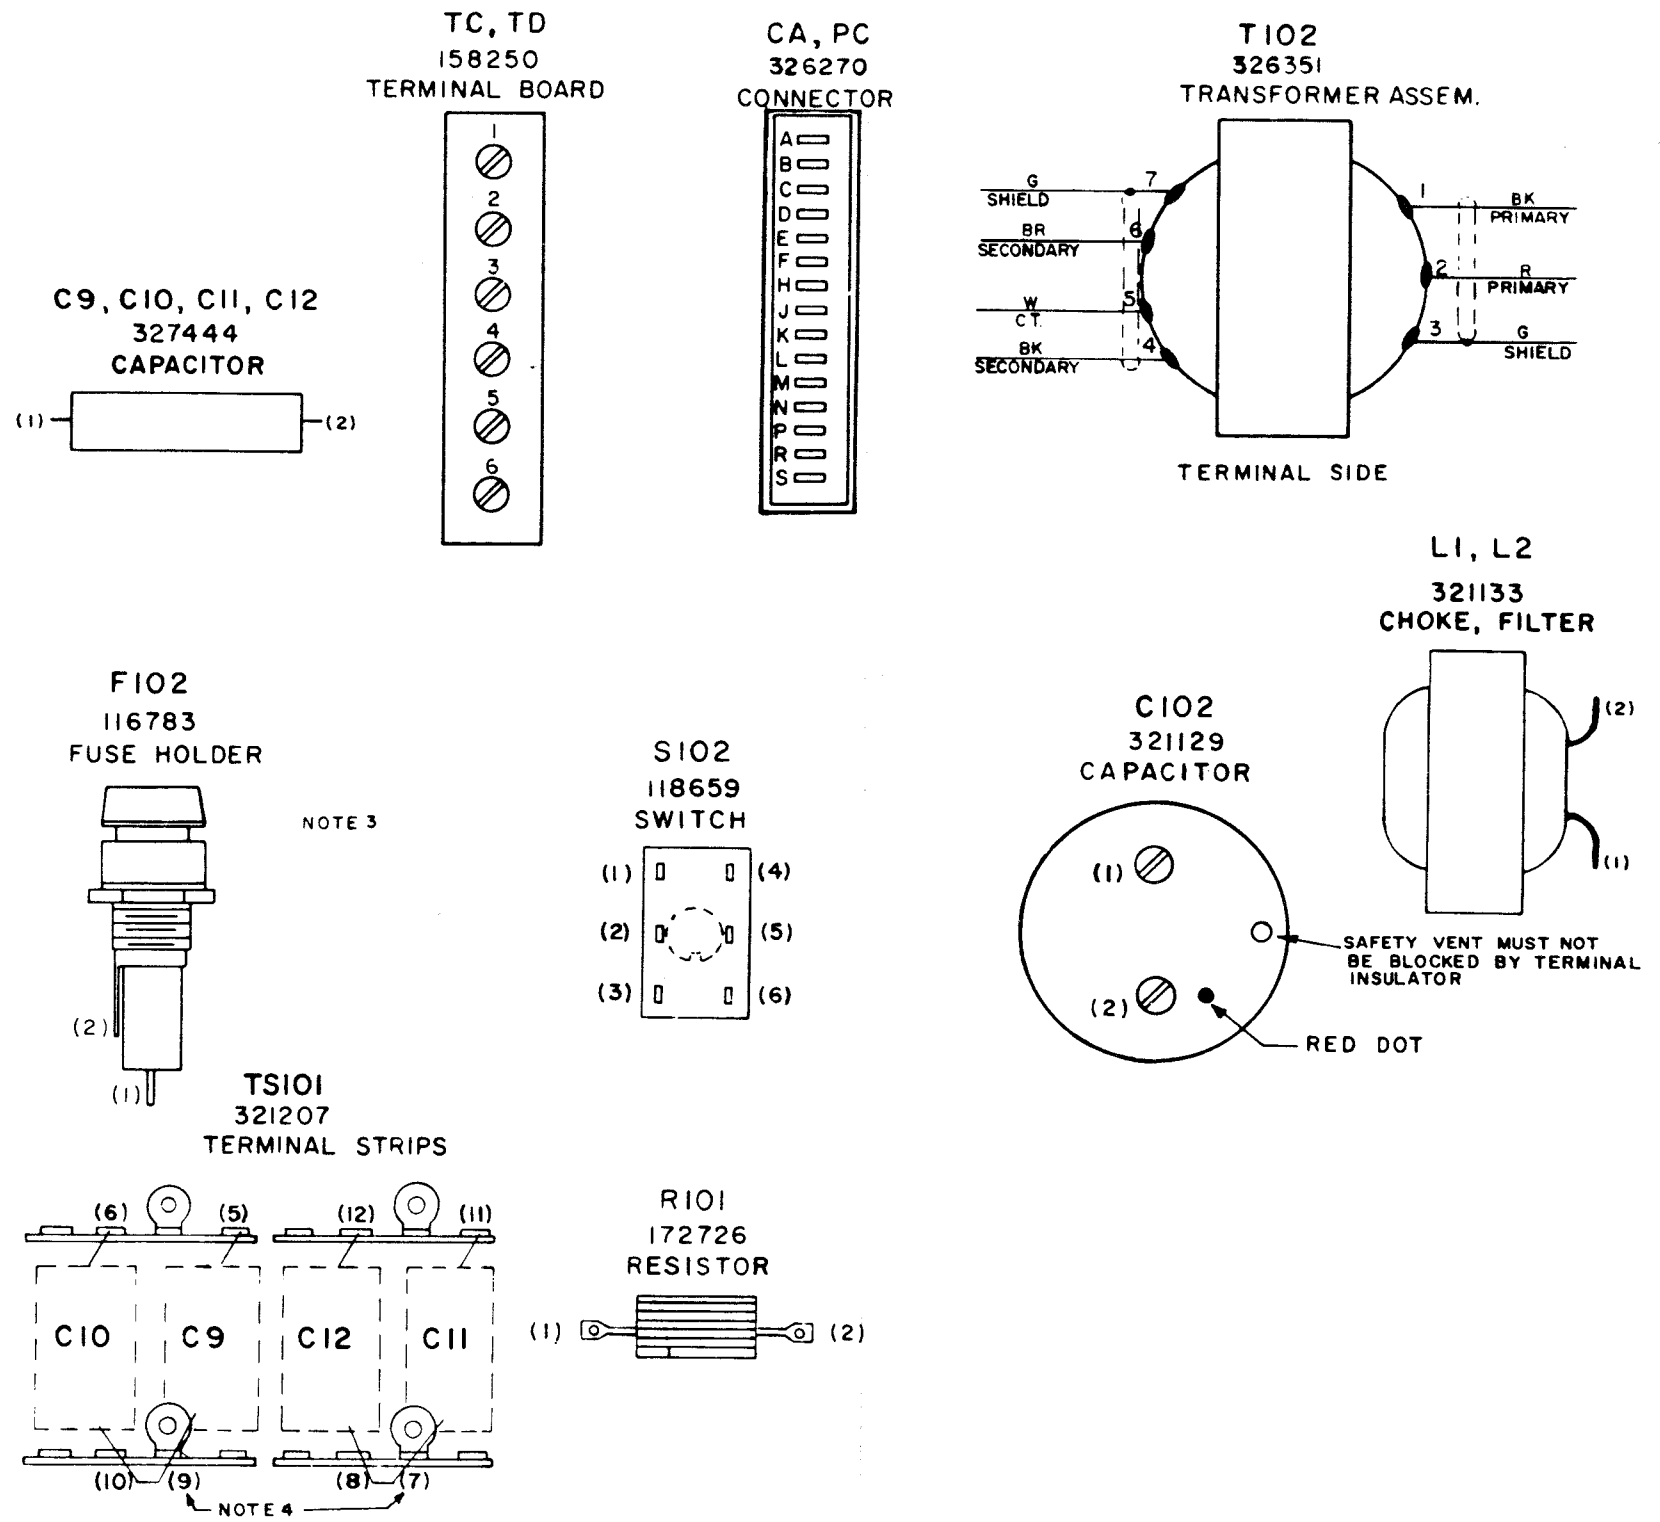 TC, TD
158250
TERMINAL BOARD
1
2
3
4
5
6
CA, PC
326270
CONNECTOR
A
B
C
D
E
F
H
J
K
L
M
N
P
R
S
T102
326351
TRANSFORMER ASSEM.
G 7
SHIELD
BR 6
SECONDARY
W 5
C.T.
BK 4
SECONDARY
1 BK
PRIMARY
2 R
PRIMARY
3 G
SHIELD
TERMINAL SIDE
C9, C10, C11, C12
327444
CAPACITOR
(1) (2)
L1, L2
321133
CHOKE, FILTER
(2)
(1)
F102
116783
FUSE HOLDER
NOTE 3
(2)
(1)
S102
118659
SWITCH
(1) (4)
(2) (5)
(3) (6)
C102
321129
CAPACITOR
(1)
(2)
SAFETY VENT MUST NOT
BE BLOCKED BY TERMINAL
INSULATOR
RED DOT
TS101
321207
TERMINAL STRIPS
(6) (5) (12) (11)
C10 C9 C12 C11
(10) (9) (8) (7)
NOTE 4
R101
172726
RESISTOR
(1) (2)